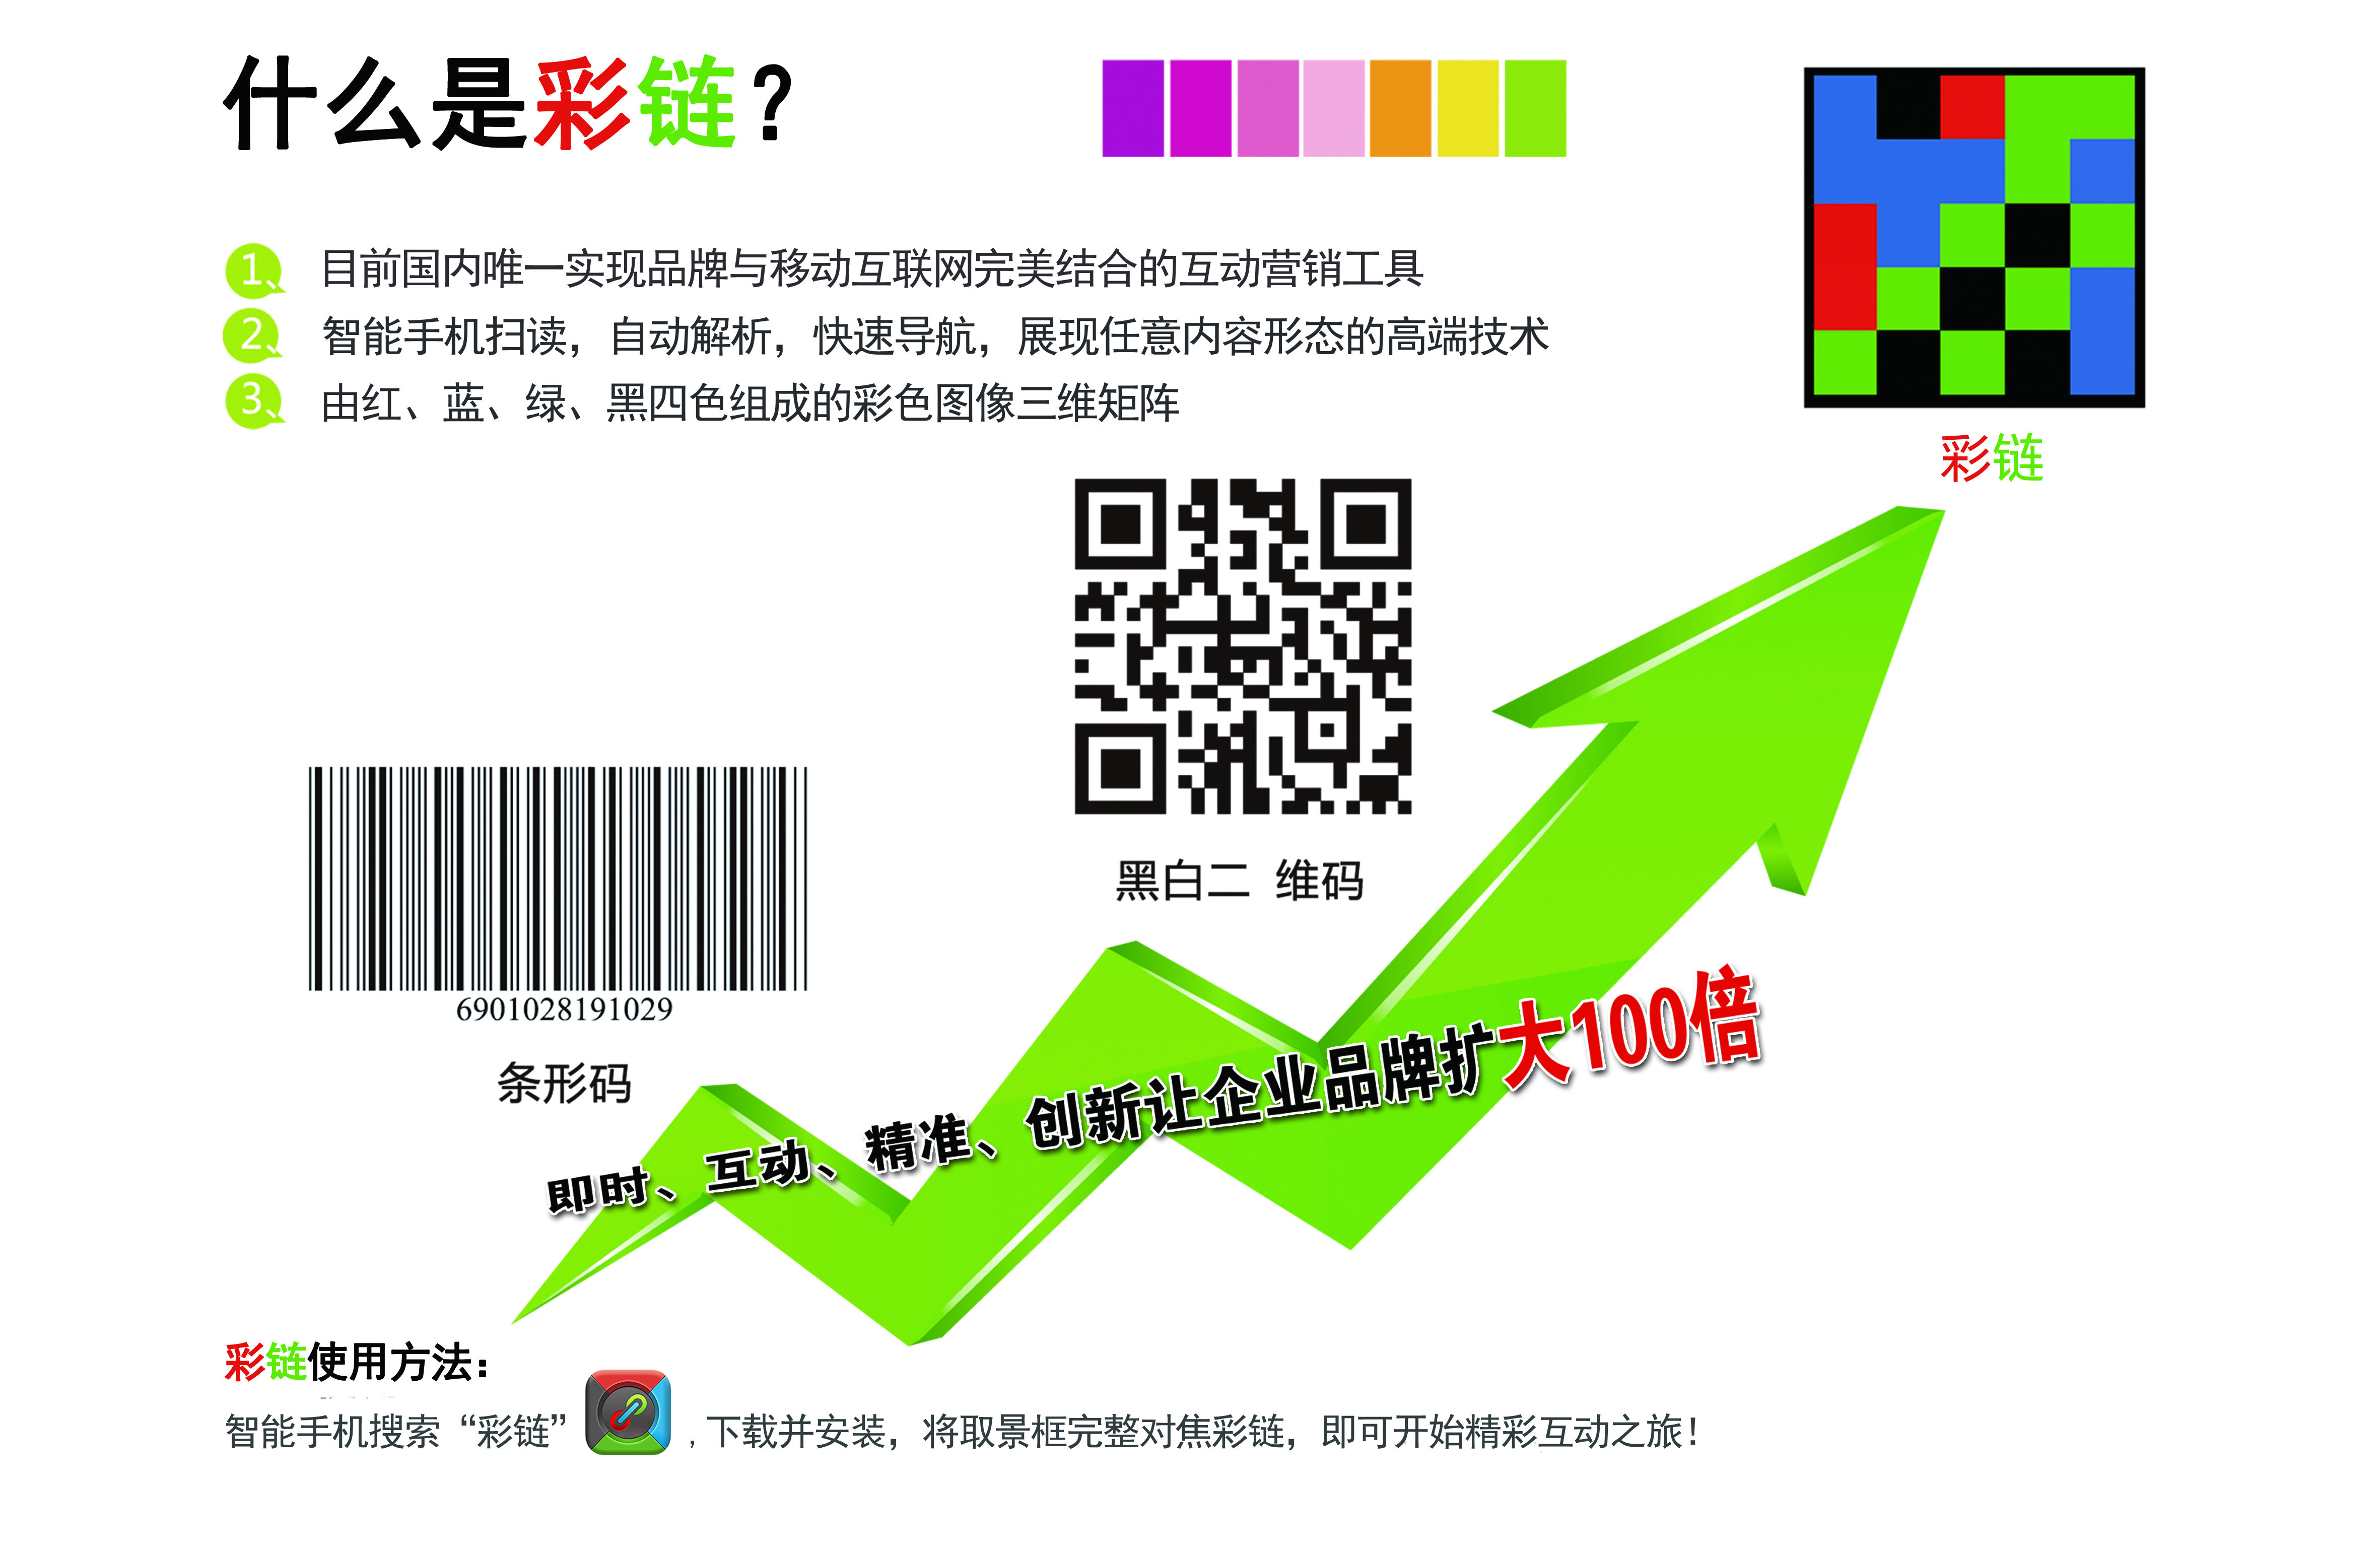 什么是彩链？
1、目前国内唯一实现品牌与移动互联网完美结合的互动营销工具
2、智能手机扫读，自动解析，快速导航，展现任意内容形态的高端技术
3、由红、蓝、绿、黑四色组成的彩色图像三维矩阵
彩链
黑白二 维码
6901028191029
条形码
即时、互动、精准、创新让企业品牌扩大100倍
彩链使用方法：
智能手机搜索“彩链” ，下载并安装，将取景框完整对焦彩链，即可开始精彩互动之旅！